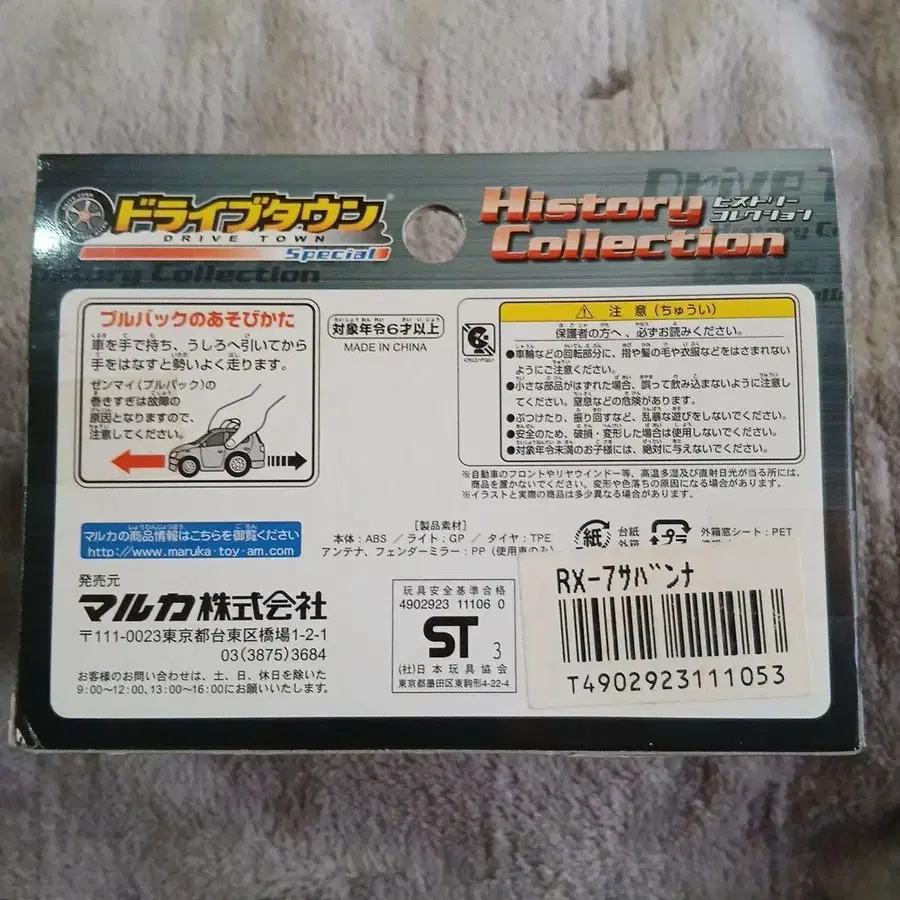 ドライブタウン
DRIVE TOWN
Special
History
Collection
ヒストリー
コレクション
Drive T
History Co
History Collection
プルバックのあそびかた
車を手で持ち、うしろへ引いてから
手をはなすと勢いよく走ります。
ゼンマイ(プルバック)の
巻きすぎは故障の
原因となりますので、
注意してください。
対象年令6才以上
MADE IN CHINA
注 意(ちゅうい)
保護者の方へ、必ずお読みください。
●車輪などの回転部分に、指や髪の毛や衣服などをはさまれない
ようにご注意ください。
●小さな部品がはずれた場合、誤って飲み込まないように注意し
てください。窒息などの危険があります。
●ぶつけたり、振り回すなど、乱暴な遊びをしないでください。
●安全のため、破損・変形した場合は使用しないでください。
●対象年令未満のお子様には、絶対に与えないでください。
※自動車のフロントやリヤウインドー等、高温多湿及び直射日光が当る所には、
商品を置かないでください。変形や色落ちの原因になる場合があります。
※イラストと実際の商品は多少異なる場合があります。
マルカの商品情報はこちらを御覧ください
http://www.maruka-toy-am.com
[製品素材]
本体:ABS / ライト:GP / タイヤ:TPE
アンテナ、フェンダーミラー:PP (使用車のみ)
紙
台紙
外箱
プラ
外箱窓シート:PET
発売元
マルカ株式会社
〒111-0023東京都台東区橋場1-2-1
03(3875)3684
お客様のお問い合わせは、土、日、休日を除いた
9:00〜12:00、13:00〜16:00にお願いいたします。
玩具安全基準合格
4902923 11106 0
ST 3
(社)日本玩具協会
東京都墨田区東駒形4-22-4
RX-7サバンナ
T4902923111053